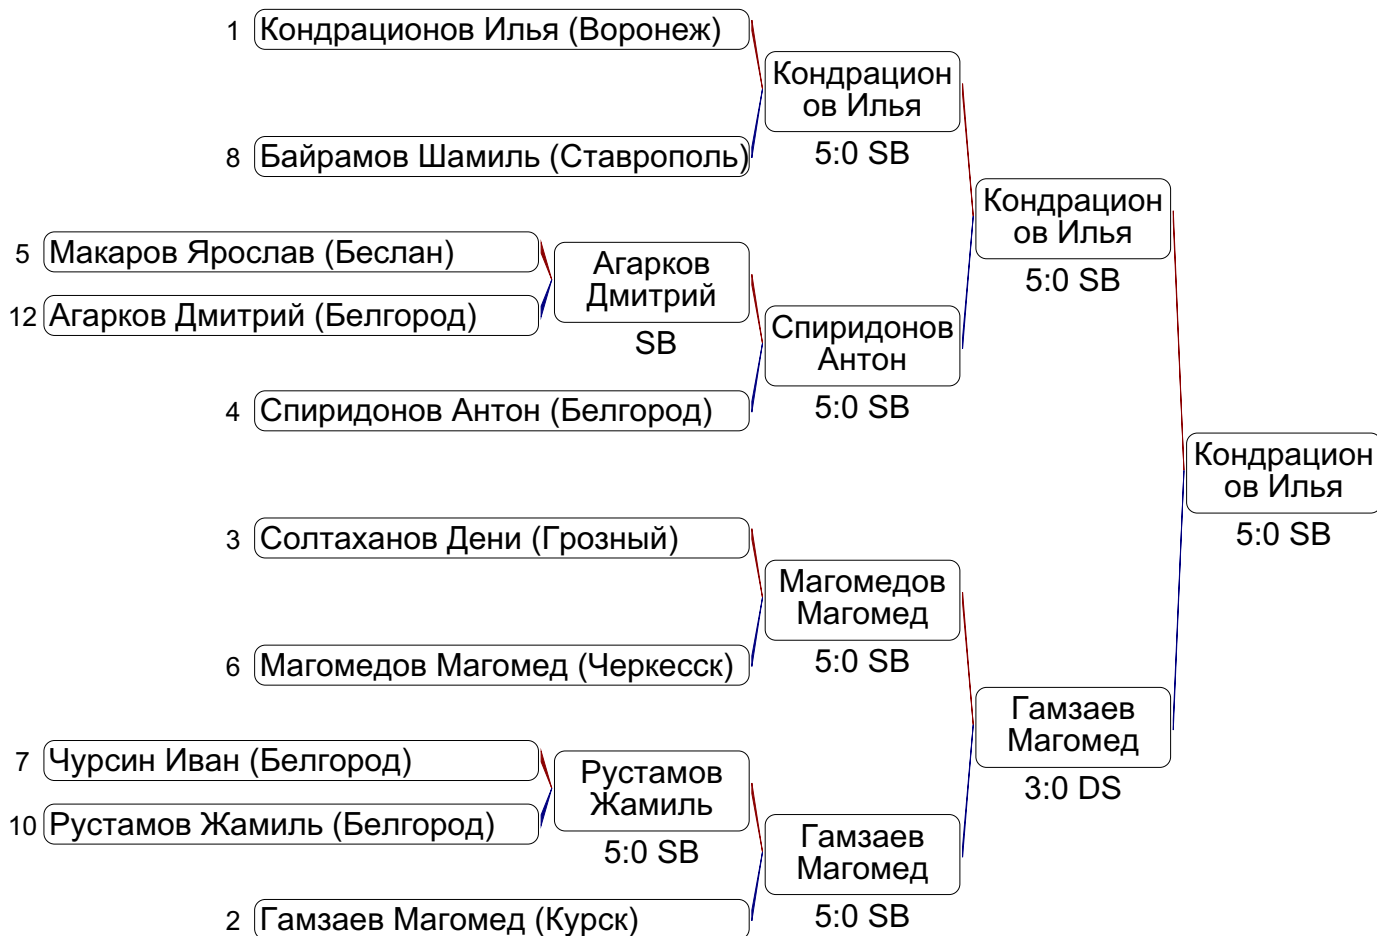 1 Кондрационов Илья (Воронеж)
Кондрацион
ов Илья
5:0 SB
8 Байрамов Шамиль (Ставрополь)
Кондрацион
ов Илья
5:0 SB
5 Макаров Ярослав (Беслан)
Агарков
Дмитрий
SB
12 Агарков Дмитрий (Белгород)
Спиридонов
Антон
5:0 SB
4 Спиридонов Антон (Белгород)
Кондрацион
ов Илья
5:0 SB
3 Солтаханов Дени (Грозный)
Магомедов
Магомед
5:0 SB
6 Магомедов Магомед (Черкесск)
Гамзаев
Магомед
3:0 DS
7 Чурсин Иван (Белгород)
Рустамов
Жамиль
5:0 SB
10 Рустамов Жамиль (Белгород)
Гамзаев
Магомед
5:0 SB
2 Гамзаев Магомед (Курск)